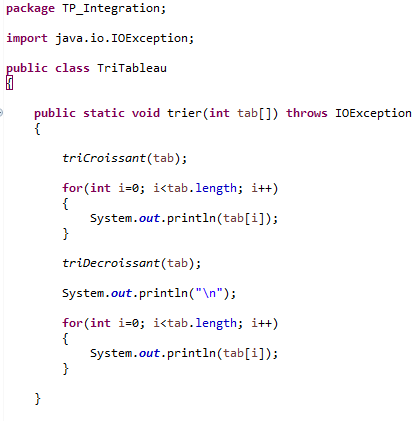 package TP_Integration;
import java.io.IOException;
public class TriTableau
{
public static void trier(int tab[]) throws IOException
{
triCroissant(tab);
for(int i=0; i<tab.length; i++)
{
System.out.println(tab[i]);
}
triDecroissant(tab);
System.out.println("\n");
for(int i=0; i<tab.length; i++)
{
System.out.println(tab[i]);
}
}